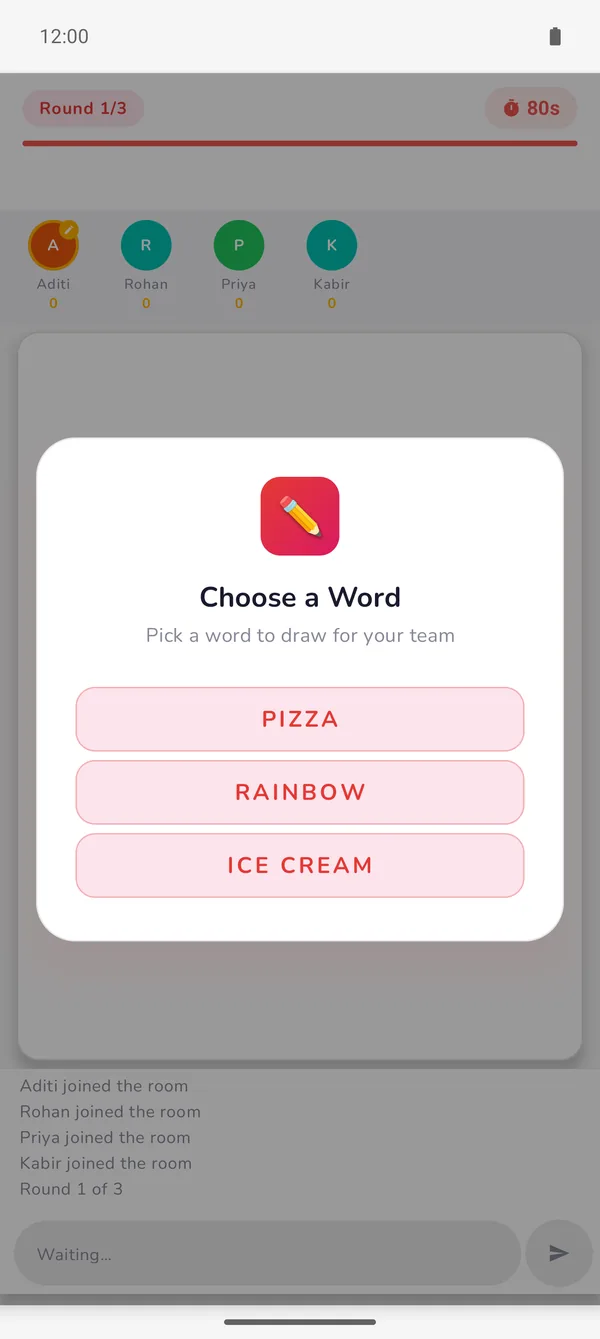 12:00
Round 1/3
80s
A
R
P
K
Aditi
Rohan
Priya
Kabir
0
0
0
0
Choose a Word
Pick a word to draw for your team
PIZZA
RAINBOW
ICE CREAM
Aditi joined the room
Rohan joined the room
Priya joined the room
Kabir joined the room
Round 1 of 3
Waiting...